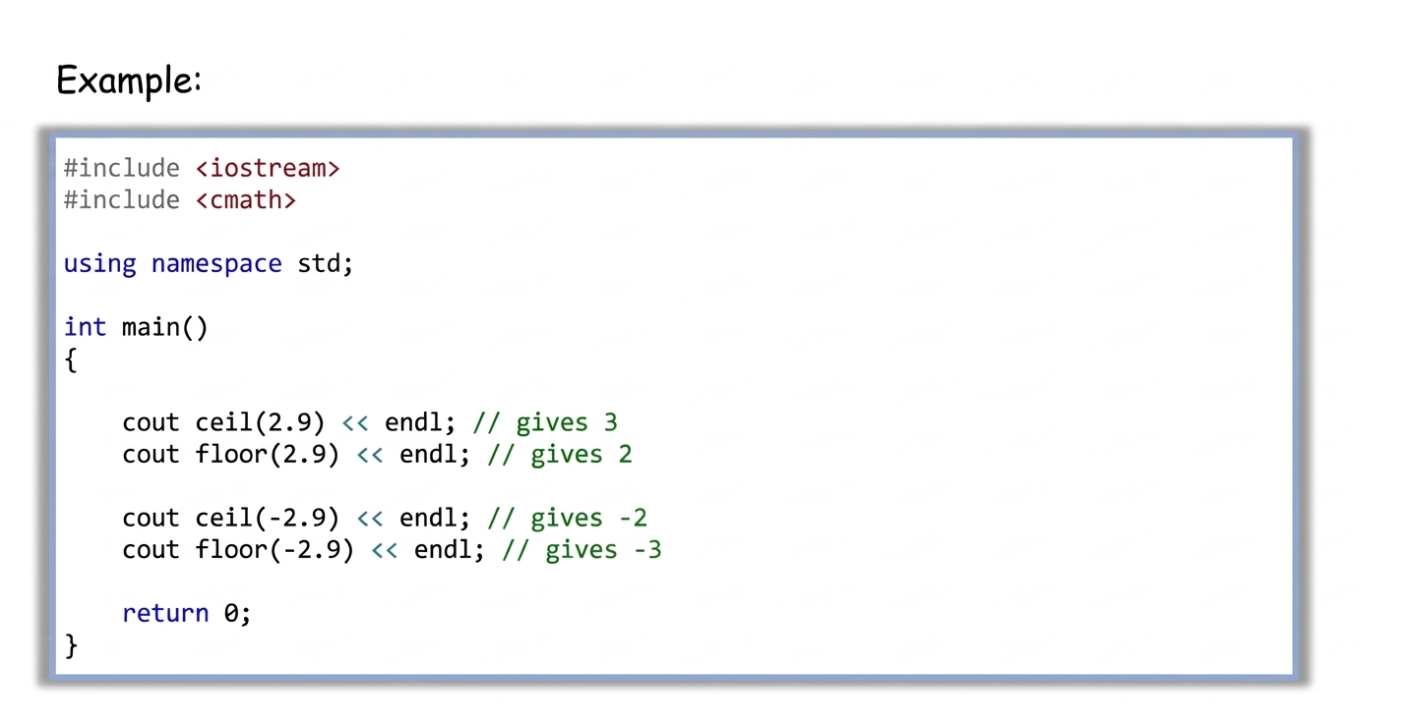 Example:
#include <iostream>
#include <cmath>
using namespace std;
int main()
{
cout ceil(2.9) << endl; // gives 3
cout floor(2.9) << endl; // gives 2
cout ceil(-2.9) << endl; // gives -2
cout floor(-2.9) << endl; // gives -3
return 0;
}